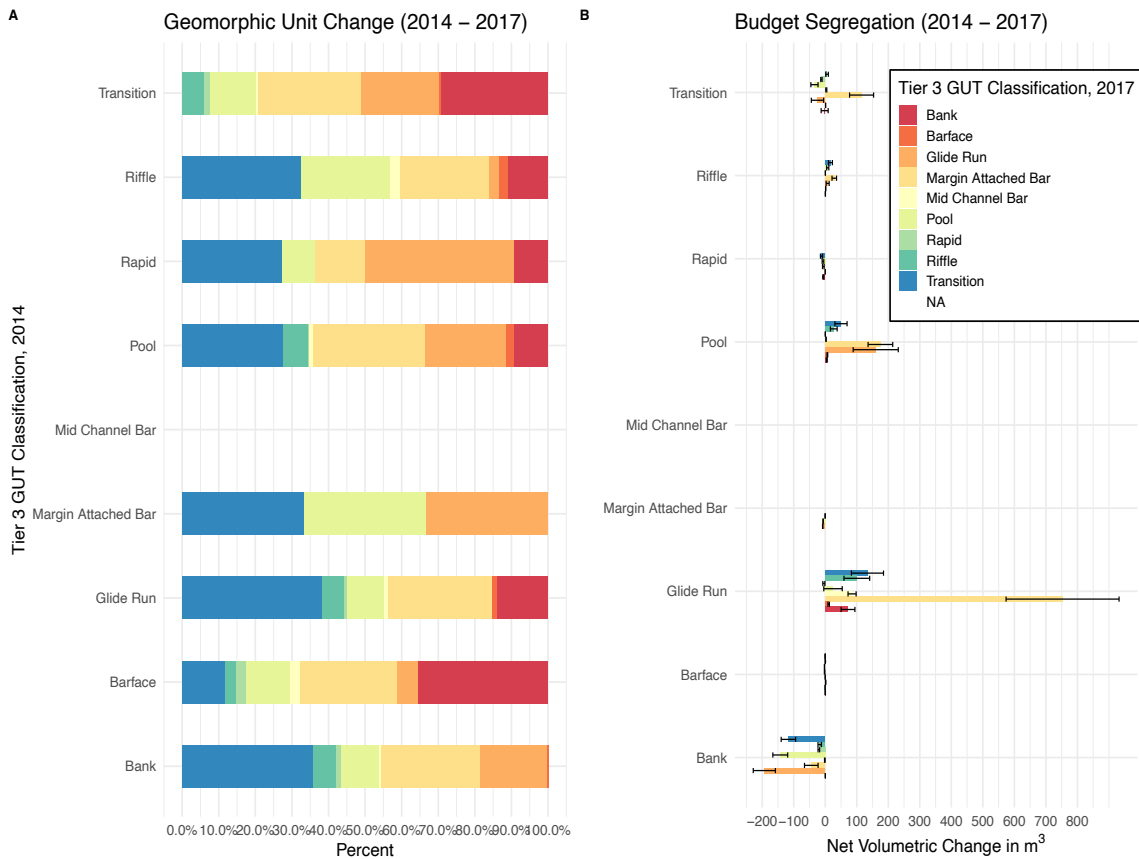 A
Geomorphic Unit Change (2014 − 2017)
Tier 3 GUT Classification, 2014
Transition
Riffle
Rapid
Pool
Mid Channel Bar
Margin Attached Bar
Glide Run
Barface
Bank
0.0%10.0%20.0%30.0%40.0%50.0%60.0%70.0%80.0%90.0%100.0%
Percent
B
Budget Segregation (2014 − 2017)
Transition
Riffle
Rapid
Pool
Mid Channel Bar
Margin Attached Bar
Glide Run
Barface
Bank
−200−100 0 100 200 300 400 500 600 700 800
Net Volumetric Change in m³
Tier 3 GUT Classification, 2017
Bank
Barface
Glide Run
Margin Attached Bar
Mid Channel Bar
Pool
Rapid
Riffle
Transition
NA